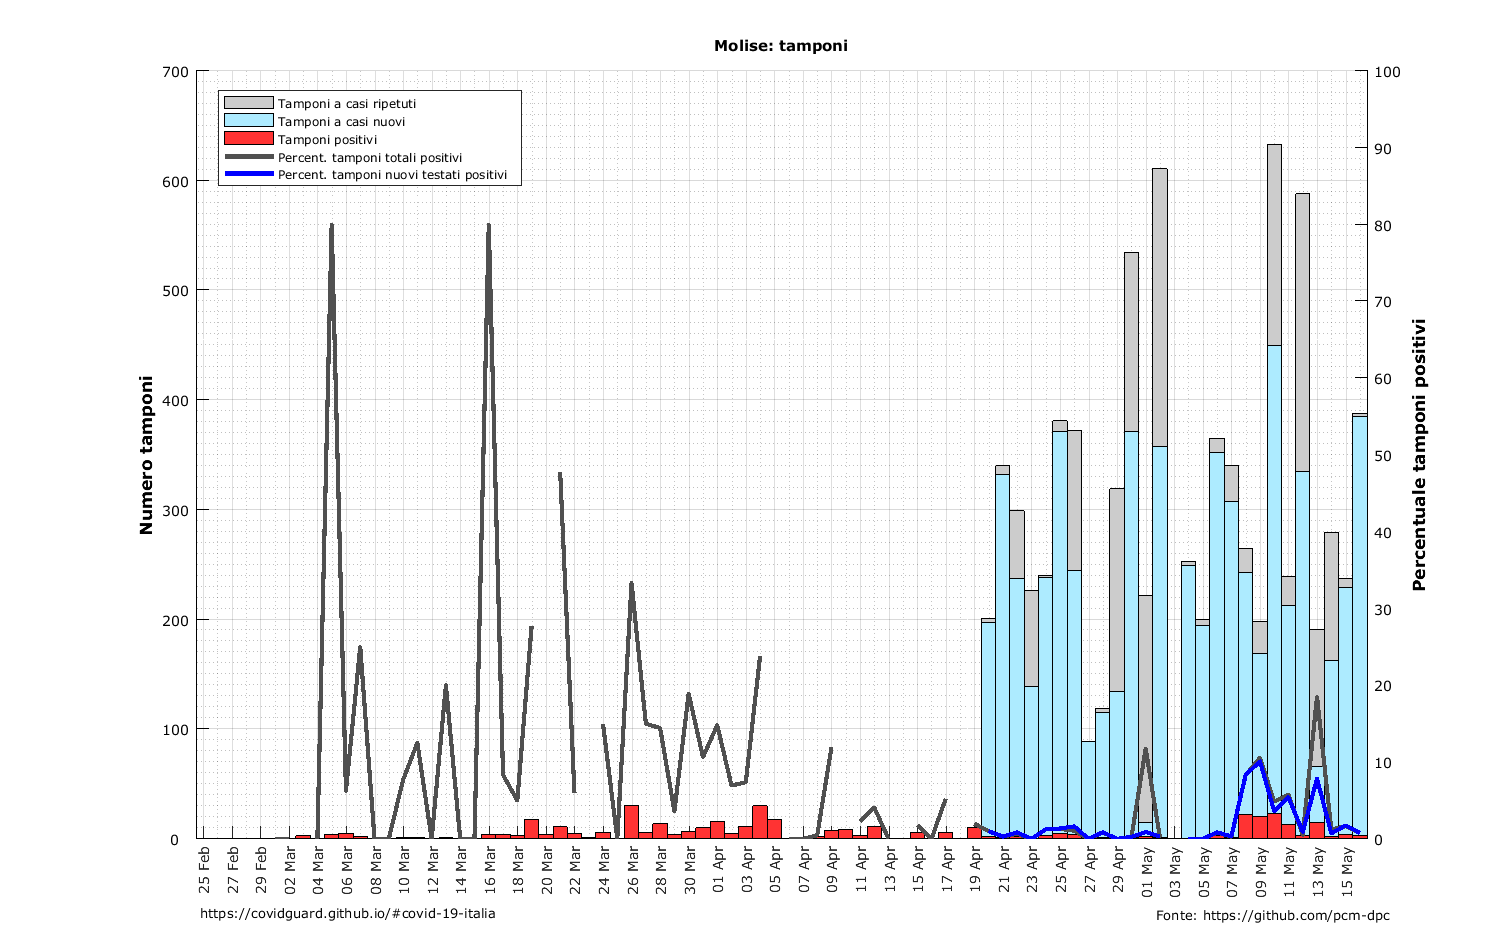 Molise: tamponi
Tamponi a casi ripetuti
Tamponi a casi nuovi
Tamponi positivi
Percent. tamponi totali positivi
Percent. tamponi nuovi testati positivi
Numero tamponi
700
600
500
400
300
200
100
0
Percentuale tamponi positivi
100
90
80
70
60
50
40
30
20
10
0
25 Feb
27 Feb
29 Feb
02 Mar
04 Mar
06 Mar
08 Mar
10 Mar
12 Mar
14 Mar
16 Mar
18 Mar
20 Mar
22 Mar
24 Mar
26 Mar
28 Mar
30 Mar
01 Apr
03 Apr
05 Apr
07 Apr
09 Apr
11 Apr
13 Apr
15 Apr
17 Apr
19 Apr
21 Apr
23 Apr
25 Apr
27 Apr
29 Apr
01 May
03 May
05 May
07 May
09 May
11 May
13 May
15 May
https://covidguard.github.io/#covid-19-italia
Fonte: https://github.com/pcm-dpc